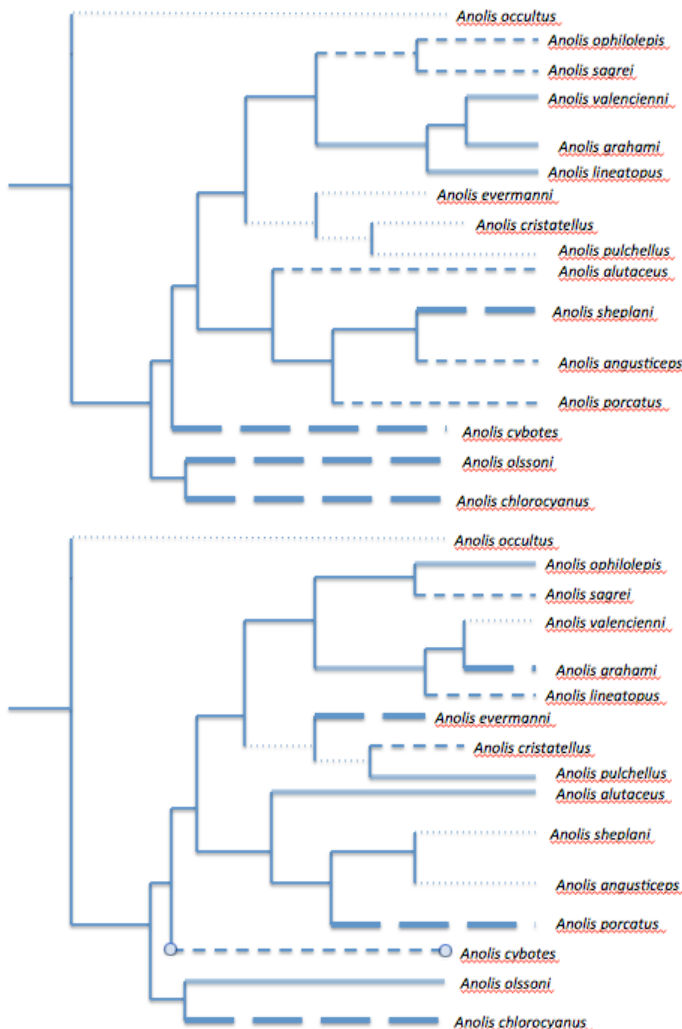 Anolis occultus
Anolis ophilolepis
Anolis sagrei
Anolis valencienni
Anolis grahami
Anolis lineatopus
Anolis evermanni
Anolis cristatellus
Anolis pulchellus
Anolis alutaceus
Anolis sheplani
Anolis angusticeps
Anolis porcatus
Anolis cybotes
Anolis olssoni
Anolis chlorocyanus
Anolis occultus
Anolis ophilolepis
Anolis sagrei
Anolis valencienni
Anolis grahami
Anolis lineatopus
Anolis evermanni
Anolis cristatellus
Anolis pulchellus
Anolis alutaceus
Anolis sheplani
Anolis angusticeps
Anolis porcatus
Anolis cybotes
Anolis olssoni
Anolis chlorocyanus